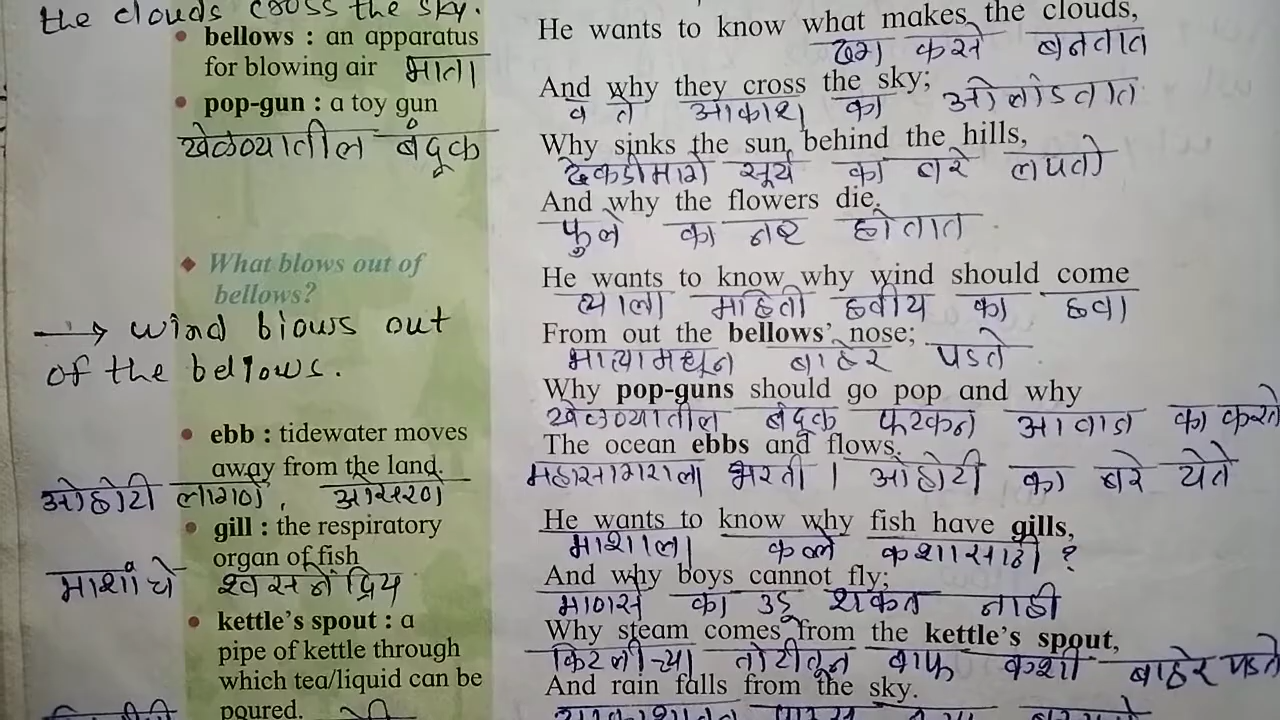 the clouds cross the sky.
• bellows : an apparatus
for blowing air भाता
• pop-gun : a toy gun
खेळण्यातील बंदूक
◆ What blows out of
bellows?
→ wind blows out
of the bellows.
• ebb : tidewater moves
away from the land.
ओहोटी लागणे, ओसरणे
• gill : the respiratory
organ of fish
माशांचे श्वसनेंद्रिय
• kettle's spout : a
pipe of kettle through
which tea/liquid can be
poured.
He wants to know what makes the clouds,
ढग कसे बनतात
And why they cross the sky;
व ते आकाश का ओलांडतात
Why sinks the sun behind the hills,
टेकडीमागे सूर्य का बरे लपतो
And why the flowers die.
फुले का नष्ट होतात
He wants to know why wind should come
त्याला माहिती हवीय का हवा
From out the bellows' nose;
भात्यामधून बाहेर पडते
Why pop-guns should go pop and why
खेळण्यातील बंदूक फटकन आवाज का करते
The ocean ebbs and flows.
महासागराला भरती । ओहोटी का बरे येते
He wants to know why fish have gills,
माशाला कल्ले कशासाठी ?
And why boys cannot fly;
माणसे का उडू शकत नाही
Why steam comes from the kettle's spout,
किटलीच्या तोटीतून वाफ कशी बाहेर पडते
And rain falls from the sky.